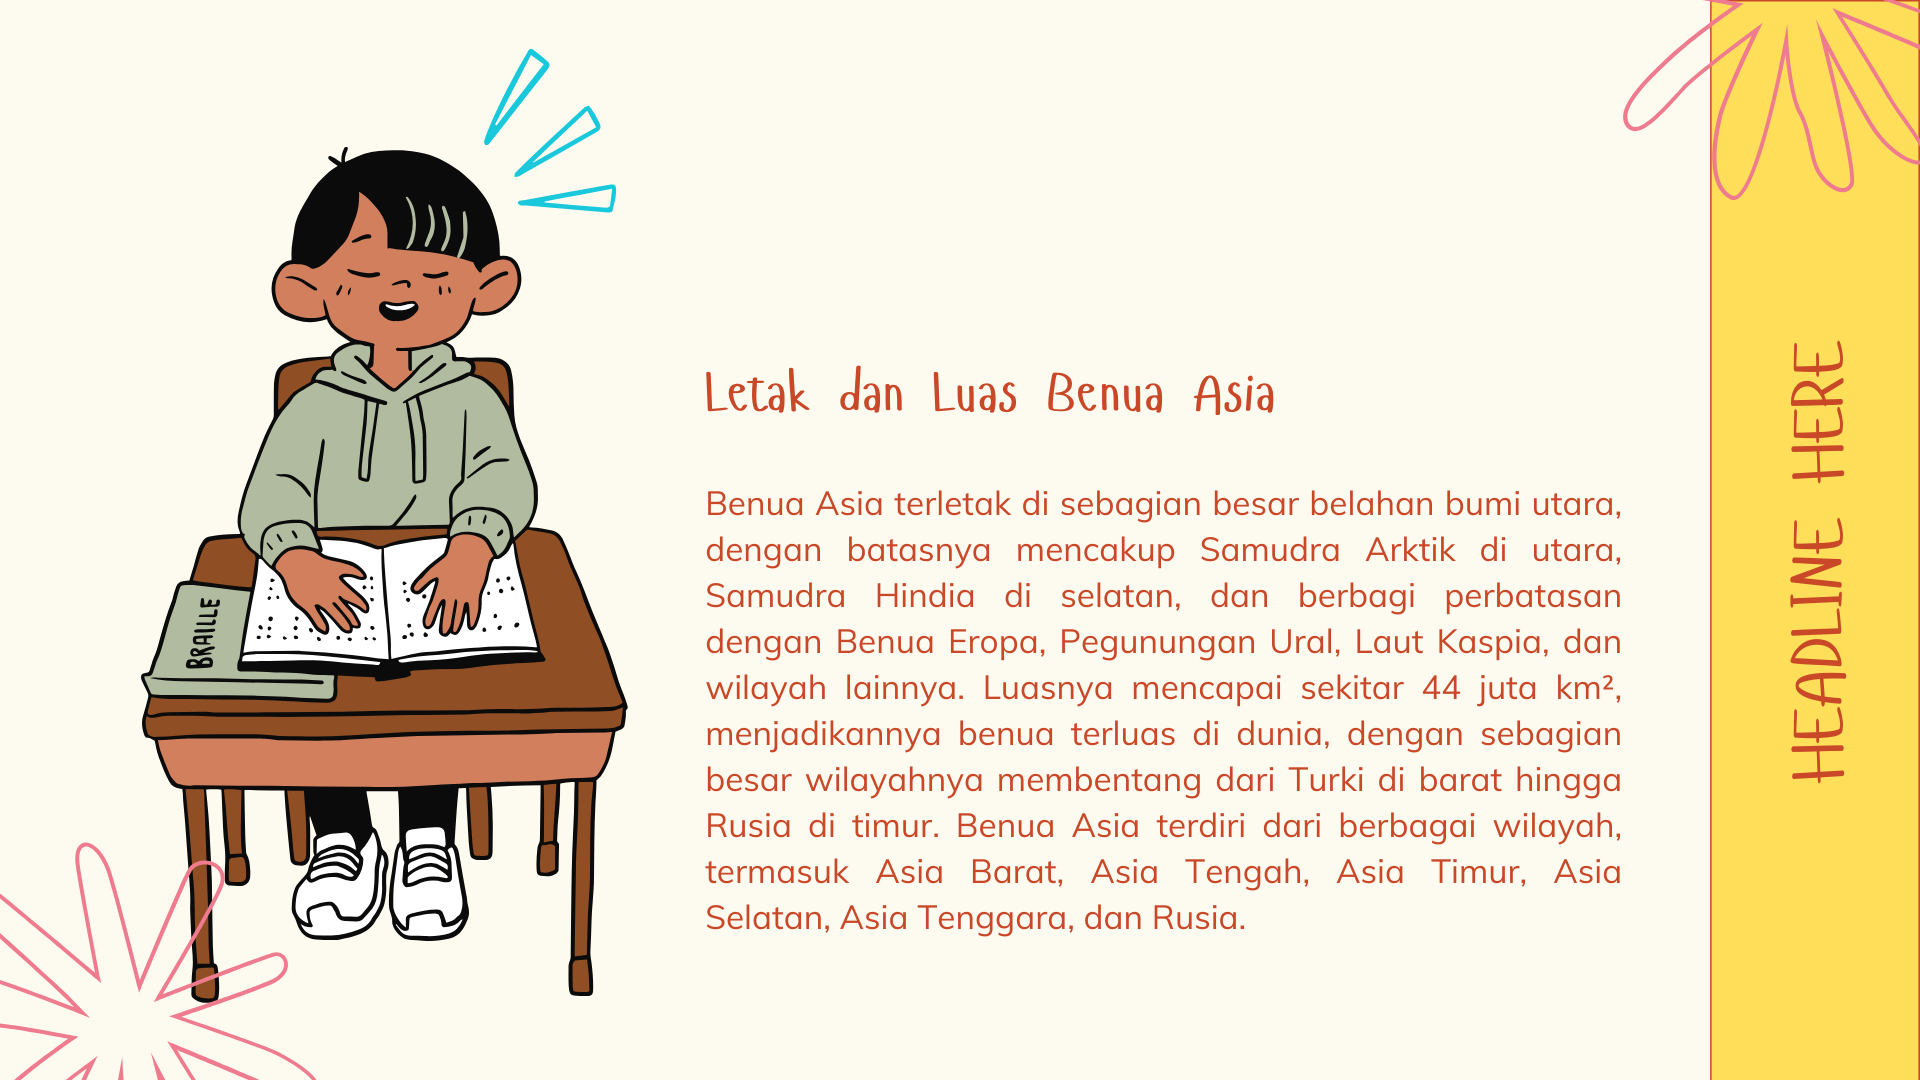 Letak dan Luas Benua Asia
Benua Asia terletak di sebagian besar belahan bumi utara,
dengan batasnya mencakup Samudra Arktik di utara,
Samudra Hindia di selatan, dan berbagi perbatasan
dengan Benua Eropa, Pegunungan Ural, Laut Kaspia, dan
wilayah lainnya. Luasnya mencapai sekitar 44 juta km²,
menjadikannya benua terluas di dunia, dengan sebagian
besar wilayahnya membentang dari Turki di barat hingga
Rusia di timur. Benua Asia terdiri dari berbagai wilayah,
termasuk Asia Barat, Asia Tengah, Asia Timur, Asia
Selatan, Asia Tenggara, dan Rusia.
BRAILLE
HEADLINE HERE